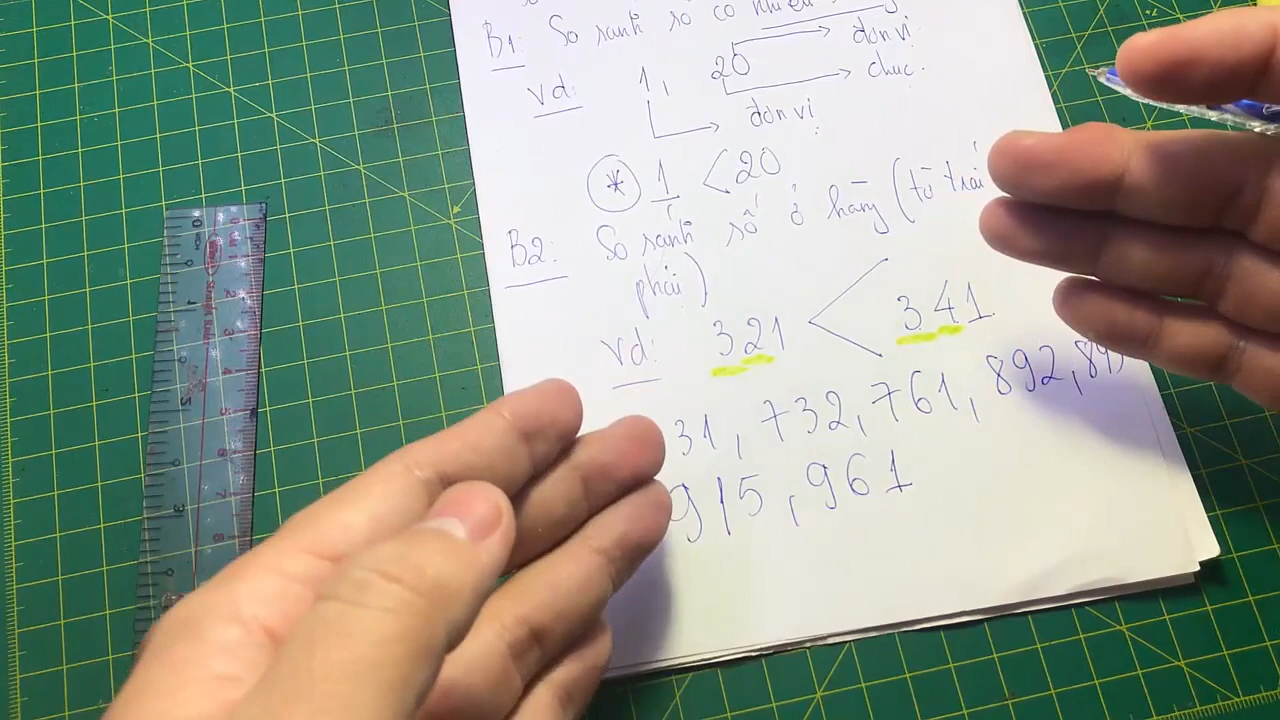 B1: So sánh số có nhiều
đơn vị
vd: 1, 20
chục.
đơn vị
* 1 < 20
B2: So sánh số ở hàng (từ trái
phải)
vd: 321 < 341
31, 732, 761, 892, 89
915, 961